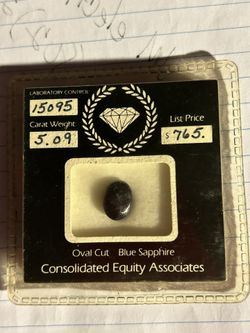 LABORATORY CONTROL
15095
Carat Weight
5.09
List Price
$765.
Oval Cut Blue Sapphire
Consolidated Equity Associates